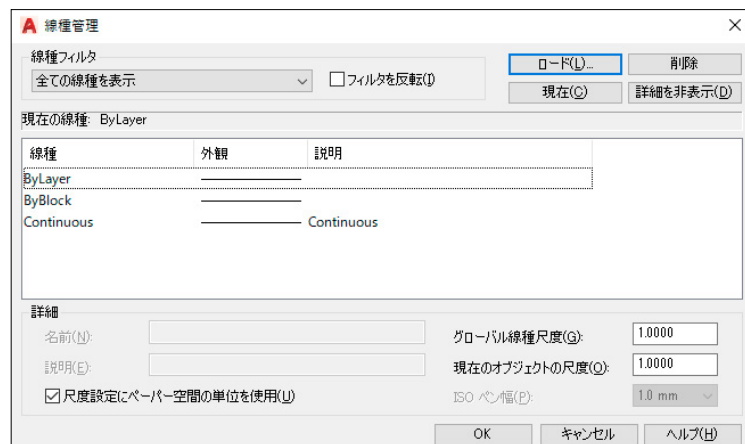 線種管理
線種フィルタ
全ての線種を表示
フィルタを反転(I)
ロード(L)...
削除
現在(C)
詳細を非表示(D)
現在の線種: ByLayer
線種 外観 説明
ByLayer
ByBlock
Continuous Continuous
詳細
名前(N):
グローバル線種尺度(G): 1.0000
説明(E):
現在のオブジェクトの尺度(O): 1.0000
尺度設定にペーパー空間の単位を使用(U)
ISO ペン幅(P): 1.0 mm
OK キャンセル ヘルプ(H)